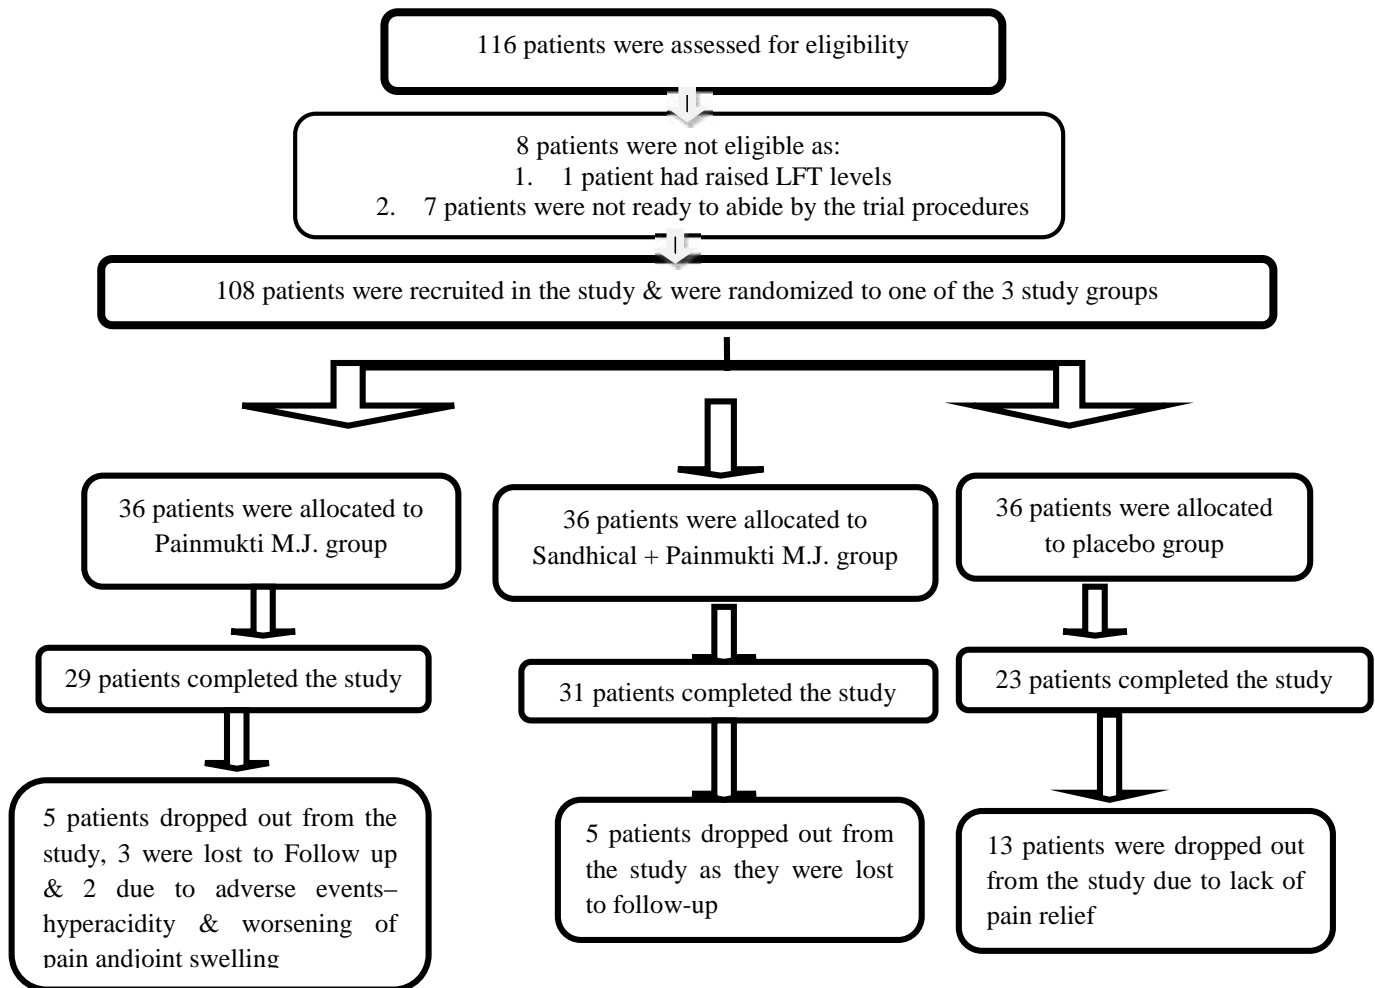 116 patients were assessed for eligibility
8 patients were not eligible as:
1. 1 patient had raised LFT levels
2. 7 patients were not ready to abide by the trial procedures
108 patients were recruited in the study & were randomized to one of the 3 study groups
36 patients were allocated to
Painmukti M.J. group
36 patients were allocated to
Sandhical + Painmukti M.J. group
36 patients were allocated
to placebo group
29 patients completed the study
31 patients completed the study
23 patients completed the study
5 patients dropped out from the
study, 3 were lost to Follow up
& 2 due to adverse events–
hyperacidity & worsening of
pain andjoint swelling
5 patients dropped out from
the study as they were lost
to follow-up
13 patients were dropped out
from the study due to lack of
pain relief